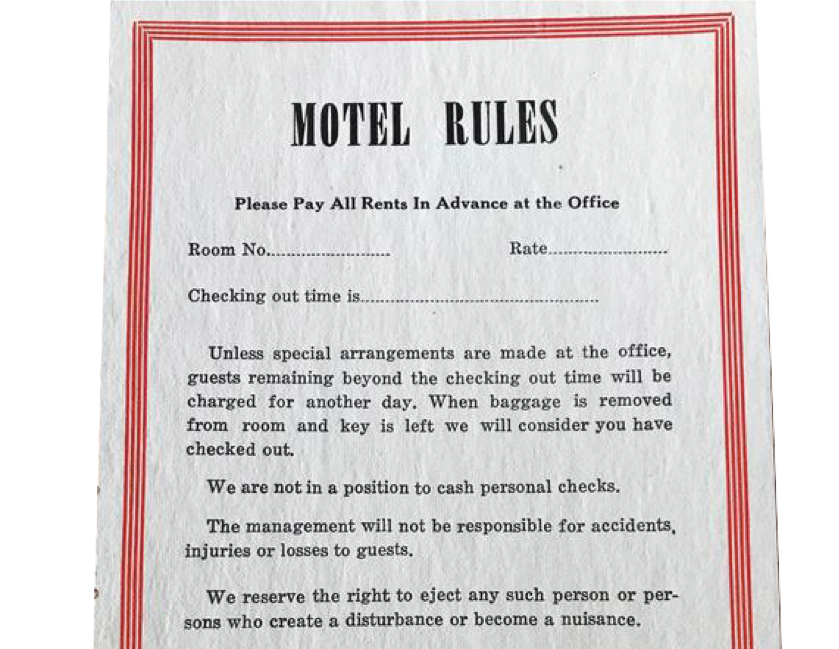 MOTEL RULES
Please Pay All Rents In Advance at the Office
Room No........................ Rate........................
Checking out time is................................................
Unless special arrangements are made at the office,
guests remaining beyond the checking out time will be
charged for another day. When baggage is removed
from room and key is left we will consider you have
checked out.
We are not in a position to cash personal checks.
The management will not be responsible for accidents,
injuries or losses to guests.
We reserve the right to eject any such person or per-
sons who create a disturbance or become a nuisance.